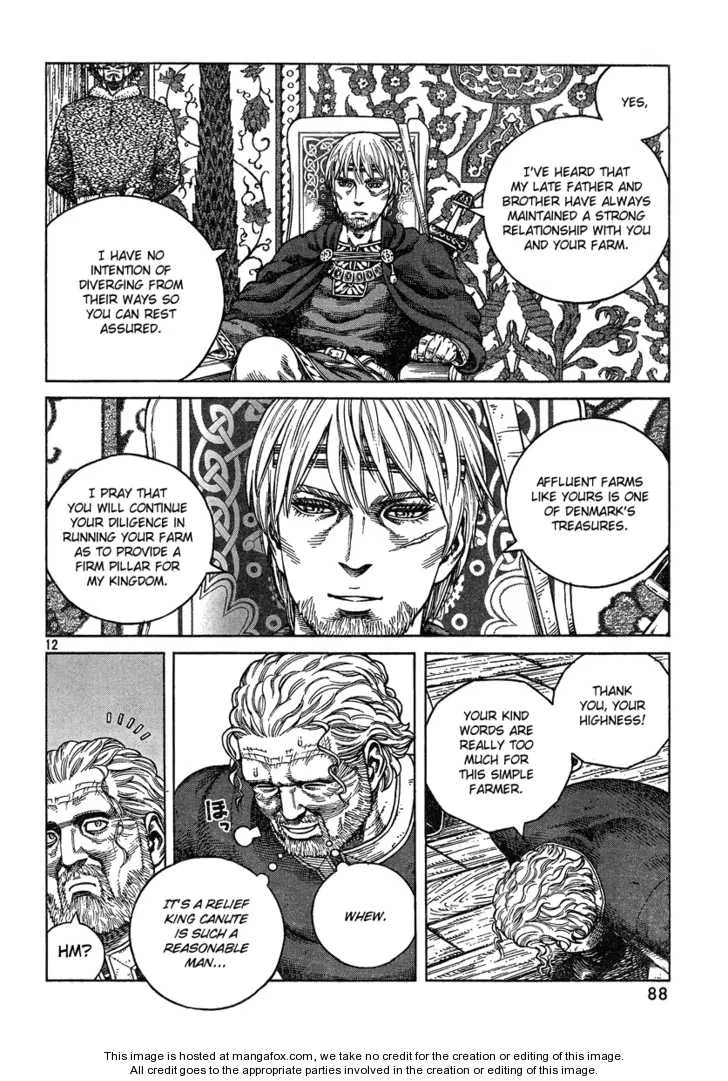 YES,
I'VE HEARD THAT
MY LATE FATHER AND
BROTHER HAVE ALWAYS
MAINTAINED A STRONG
RELATIONSHIP WITH YOU
AND YOUR FARM.
I HAVE NO
INTENTION OF
DIVERGING FROM
THEIR WAYS SO
YOU CAN REST
ASSURED.
AFFLUENT FARMS
LIKE YOURS IS ONE
OF DENMARK'S
TREASURES.
I PRAY THAT
YOU WILL CONTINUE
YOUR DILIGENCE IN
RUNNING YOUR FARM
AS TO PROVIDE A
FIRM PILLAR FOR
MY KINGDOM.
12
THANK
YOU, YOUR
HIGHNESS!
YOUR KIND
WORDS ARE
REALLY TOO
MUCH FOR
THIS SIMPLE
FARMER.
ほっ
WHEW.
IT'S A RELIEF
KING CANUTE
IS SUCH A
REASONABLE
MAN...
HM?
88
This image is hosted at mangafox.com, we take no credit for the creation or editing of this image.
All credit goes to the appropriate parties involved in the creation or editing of this image.